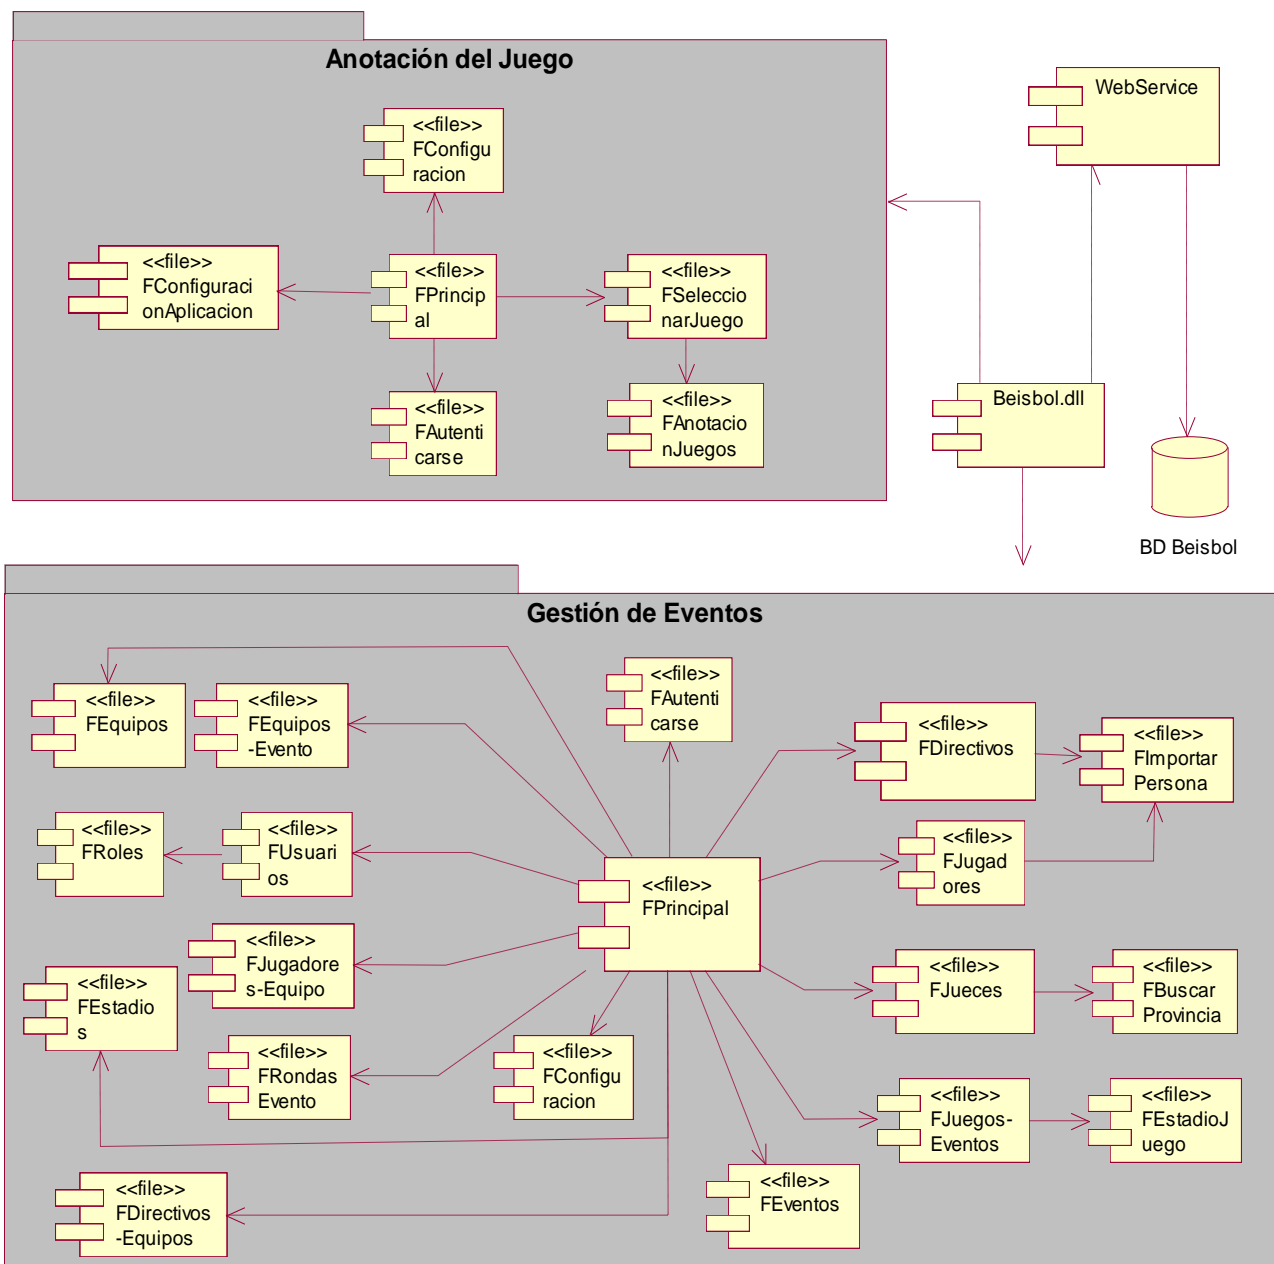 Anotación del Juego
<<file>>
FConfigu
racion
<<file>>
FConfiguraci
onAplicacion
<<file>>
FPrincip
al
<<file>>
FSeleccio
narJuego
<<file>>
FAutenti
carse
<<file>>
FAnotacio
nJuegos
WebService
Beisbol.dll
BD Beisbol
Gestión de Eventos
<<file>>
FEquipos
<<file>>
FEquipos
-Evento
<<file>>
FAutenti
carse
<<file>>
FDirectivos
<<file>>
FImportar
Persona
<<file>>
FRoles
<<file>>
FUsuari
os
<<file>>
FPrincipal
<<file>>
FJugad
ores
<<file>>
FJugadore
s-Equipo
<<file>>
FEstadio
s
<<file>>
FJueces
<<file>>
FBuscar
Provincia
<<file>>
FRondas
Evento
<<file>>
FConfigu
racion
<<file>>
FJuegos-
Eventos
<<file>>
FEstadioJ
uego
<<file>>
FDirectivos
-Equipos
<<file>>
FEventos